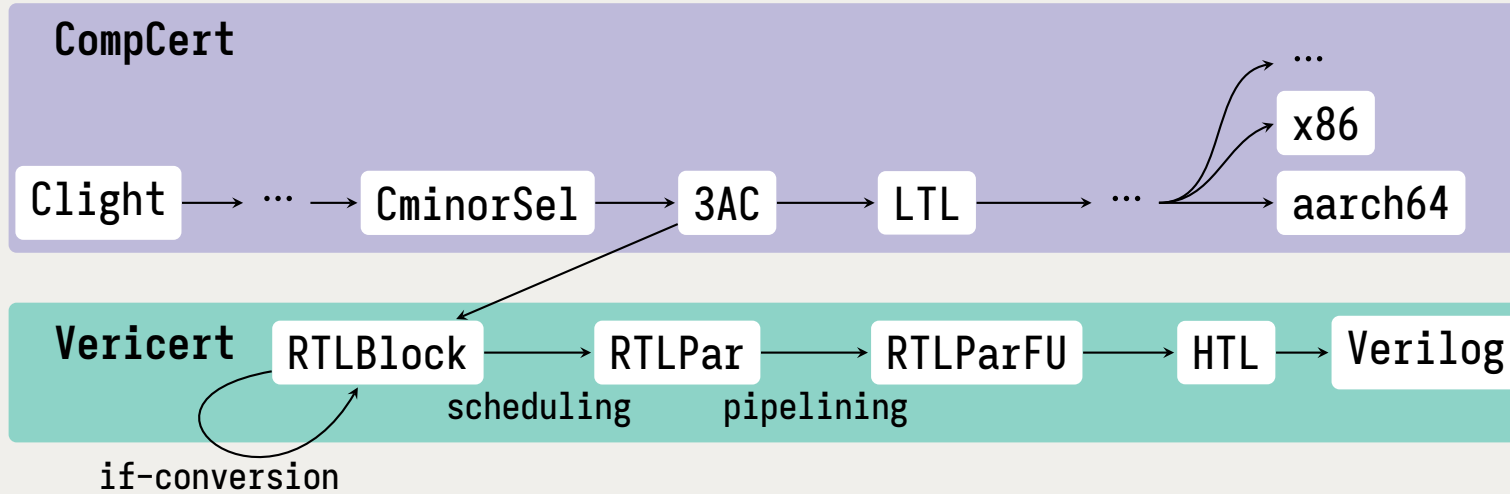 CompCert
...
x86
Clight ... CminorSel 3AC LTL ... aarch64
Vericert RTLBlock RTLPar RTLParFU HTL Verilog
scheduling pipelining
if-conversion